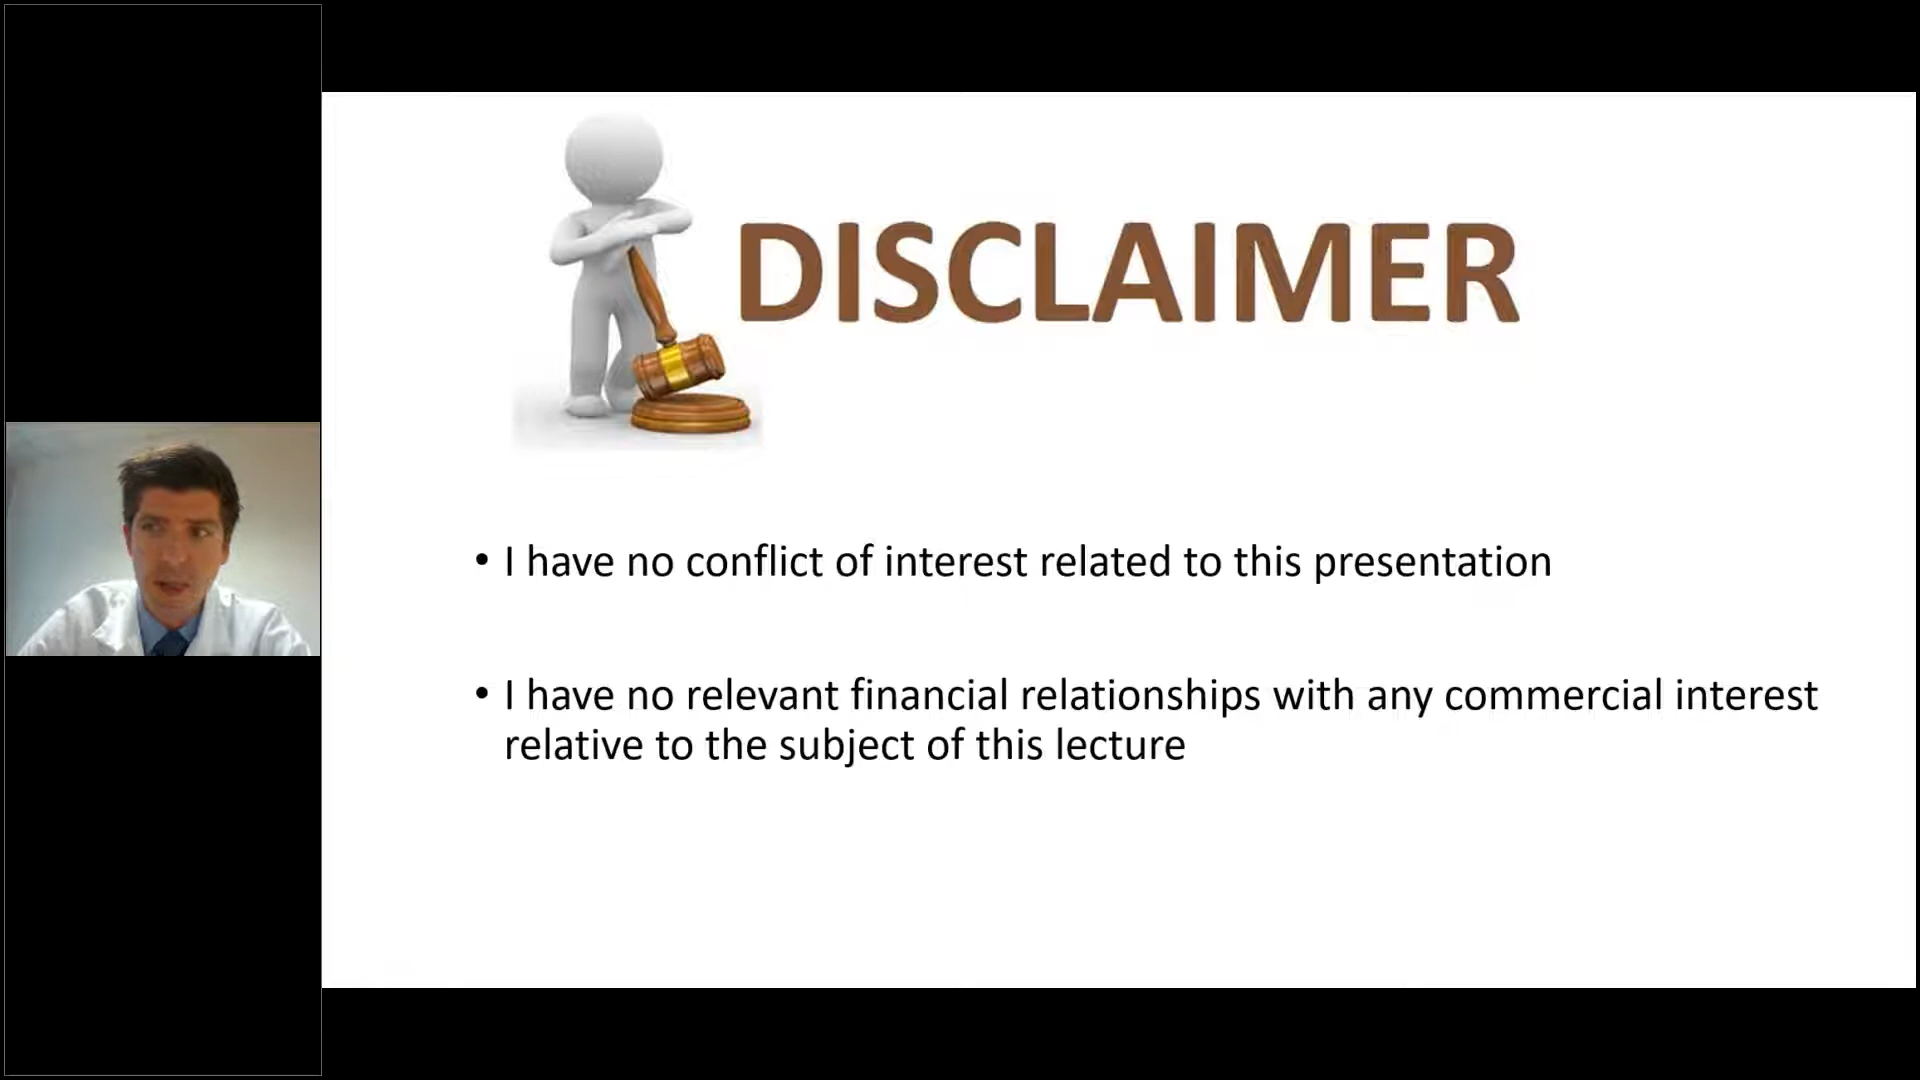 DISCLAIMER
• I have no conflict of interest related to this presentation
• I have no relevant financial relationships with any commercial interest
relative to the subject of this lecture